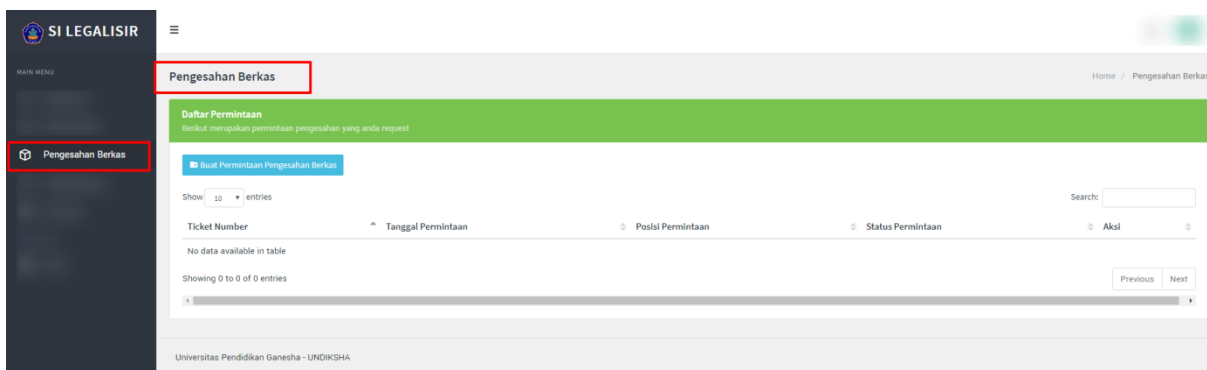 SI LEGALISIR
MAIN MENU
Pengesahan Berkas
Pengesahan Berkas
Home / Pengesahan Berkas
Daftar Permintaan
Berikut merupakan permintaan pengesahan yang anda request
Buat Permintaan Pengesahan Berkas
Show 10 entries
Search:
Ticket Number Tanggal Permintaan Posisi Permintaan Status Permintaan Aksi
No data available in table
Showing 0 to 0 of 0 entries
Previous Next
Universitas Pendidikan Ganesha - UNDIKSHA